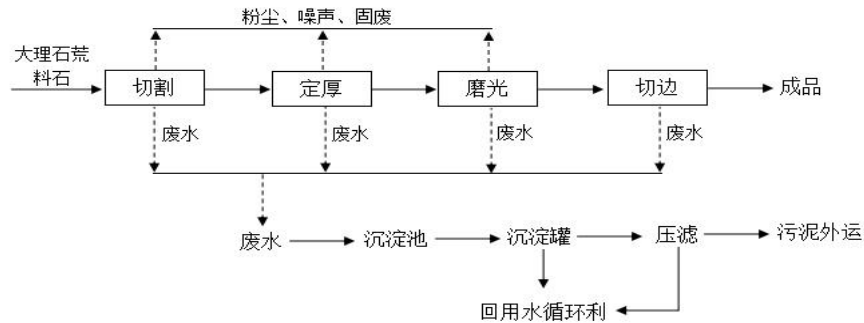 粉尘、噪声、固废
大理石荒
料石
切割
定厚
磨光
切边
成品
废水
废水
废水
废水
废水
沉淀池
沉淀罐
压滤
污泥外运
回用水循环利